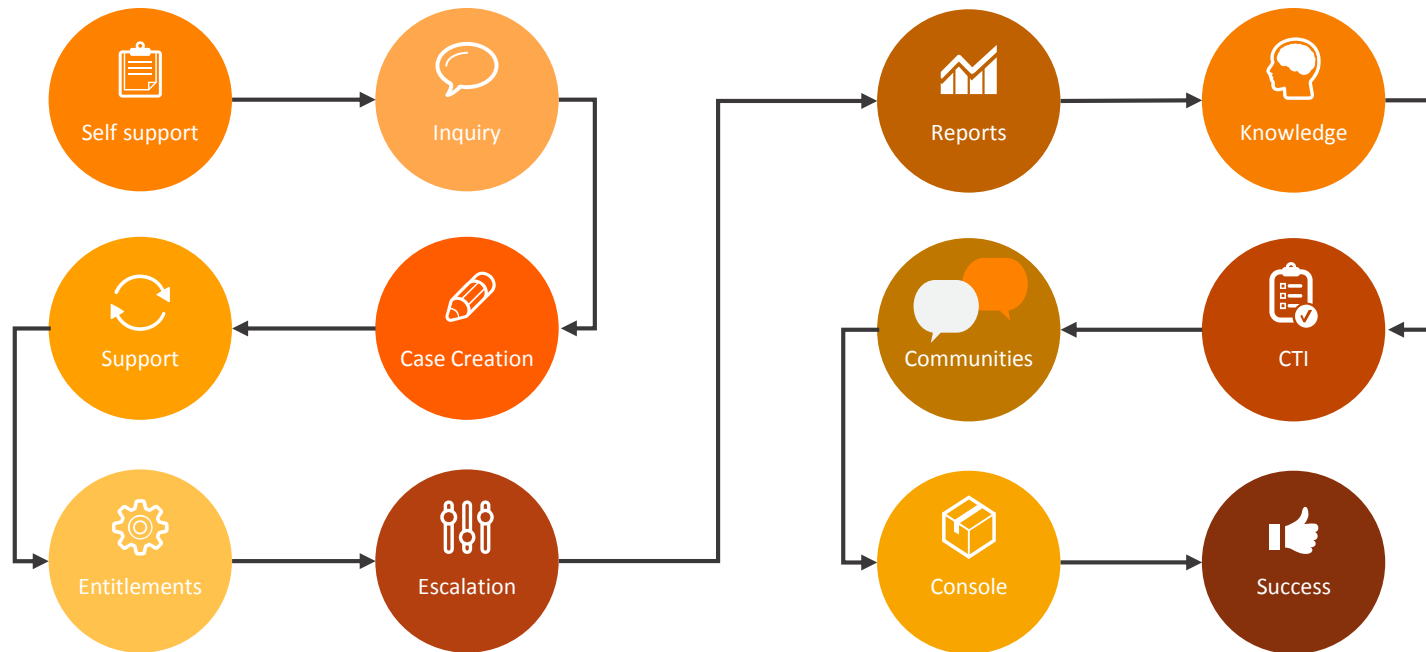 Self support
Inquiry
Reports
Knowledge
Support
Case Creation
Communities
CTI
Entitlements
Escalation
Console
Success